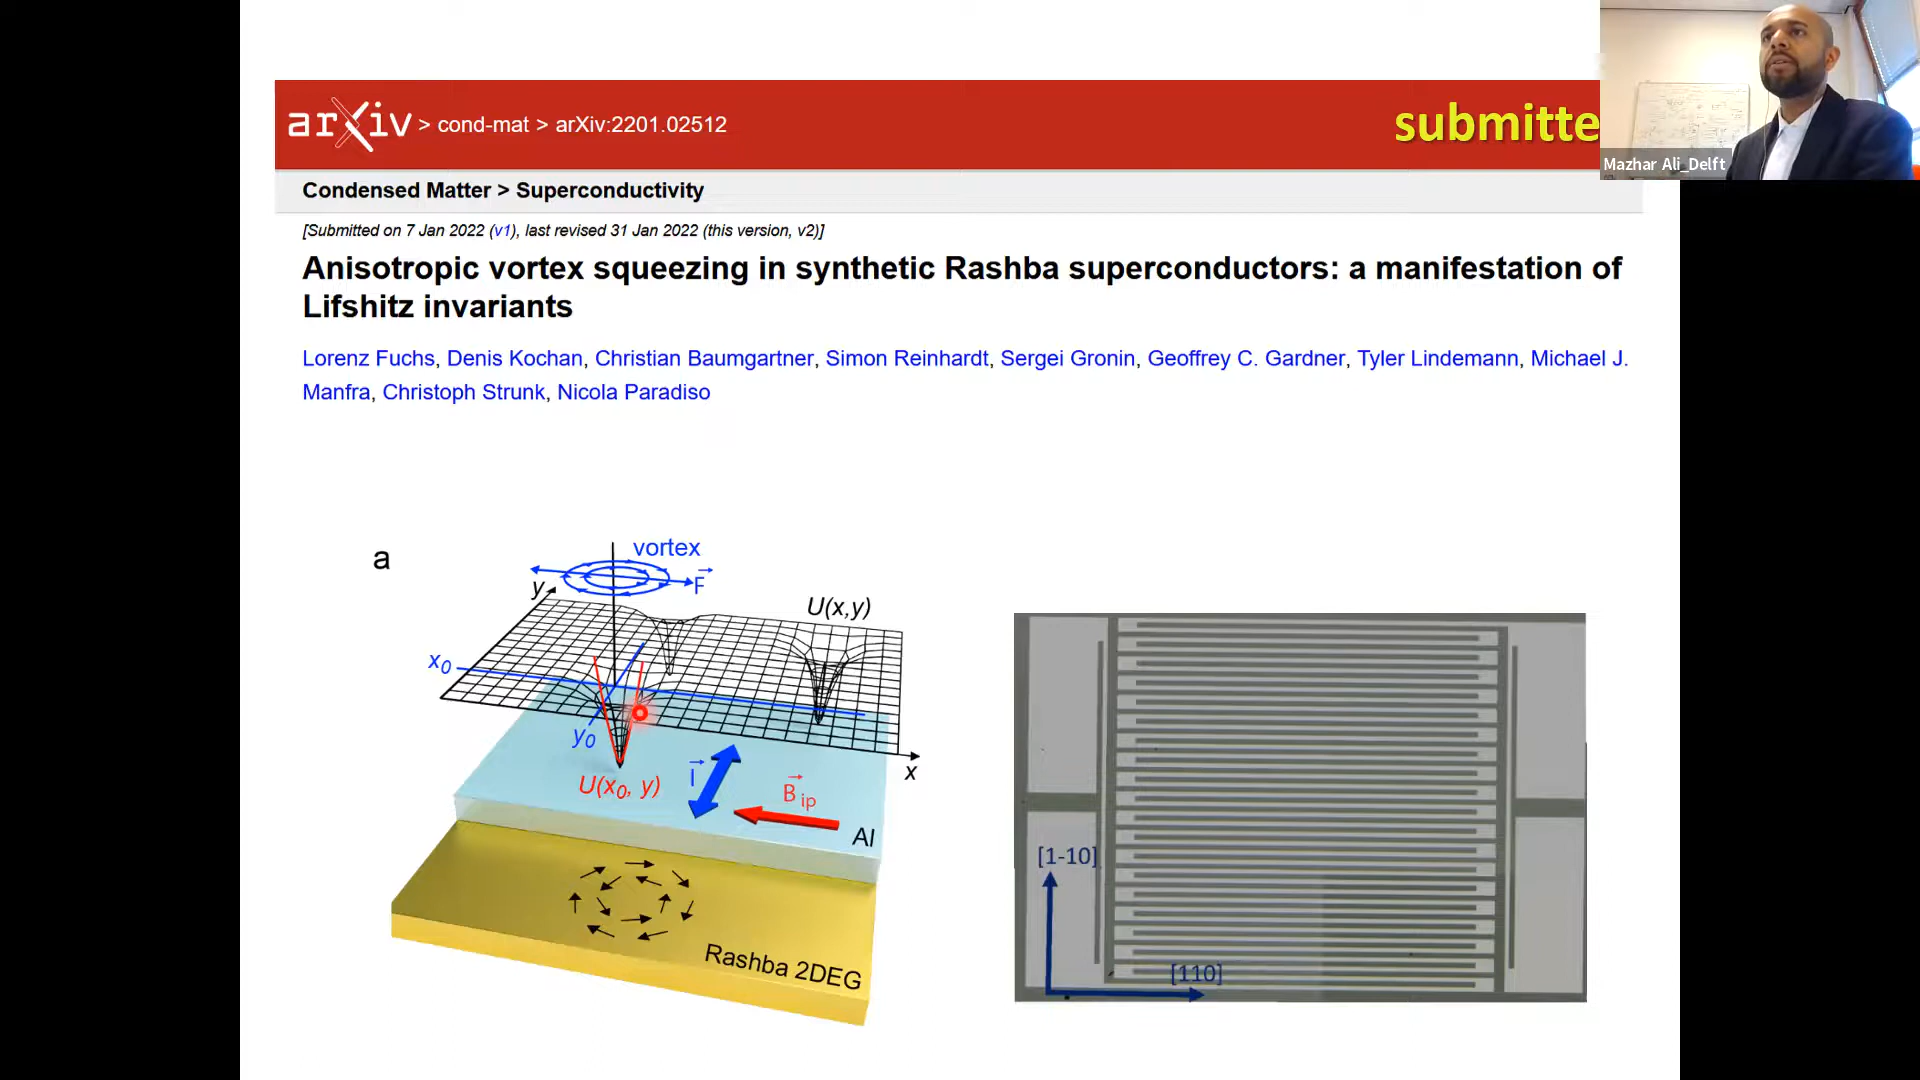 arXiv > cond-mat > arXiv:2201.02512
submitte
Mazhar Ali_Delft
Condensed Matter > Superconductivity
[Submitted on 7 Jan 2022 (v1), last revised 31 Jan 2022 (this version, v2)]
Anisotropic vortex squeezing in synthetic Rashba superconductors: a manifestation of
Lifshitz invariants
Lorenz Fuchs, Denis Kochan, Christian Baumgartner, Simon Reinhardt, Sergei Gronin, Geoffrey C. Gardner, Tyler Lindemann, Michael J.
Manfra, Christoph Strunk, Nicola Paradiso
a
vortex
F
y
U(x,y)
x0
y0
x
U(x0, y)
I
B ip
Al
Rashba 2DEG
[1-10]
[110]